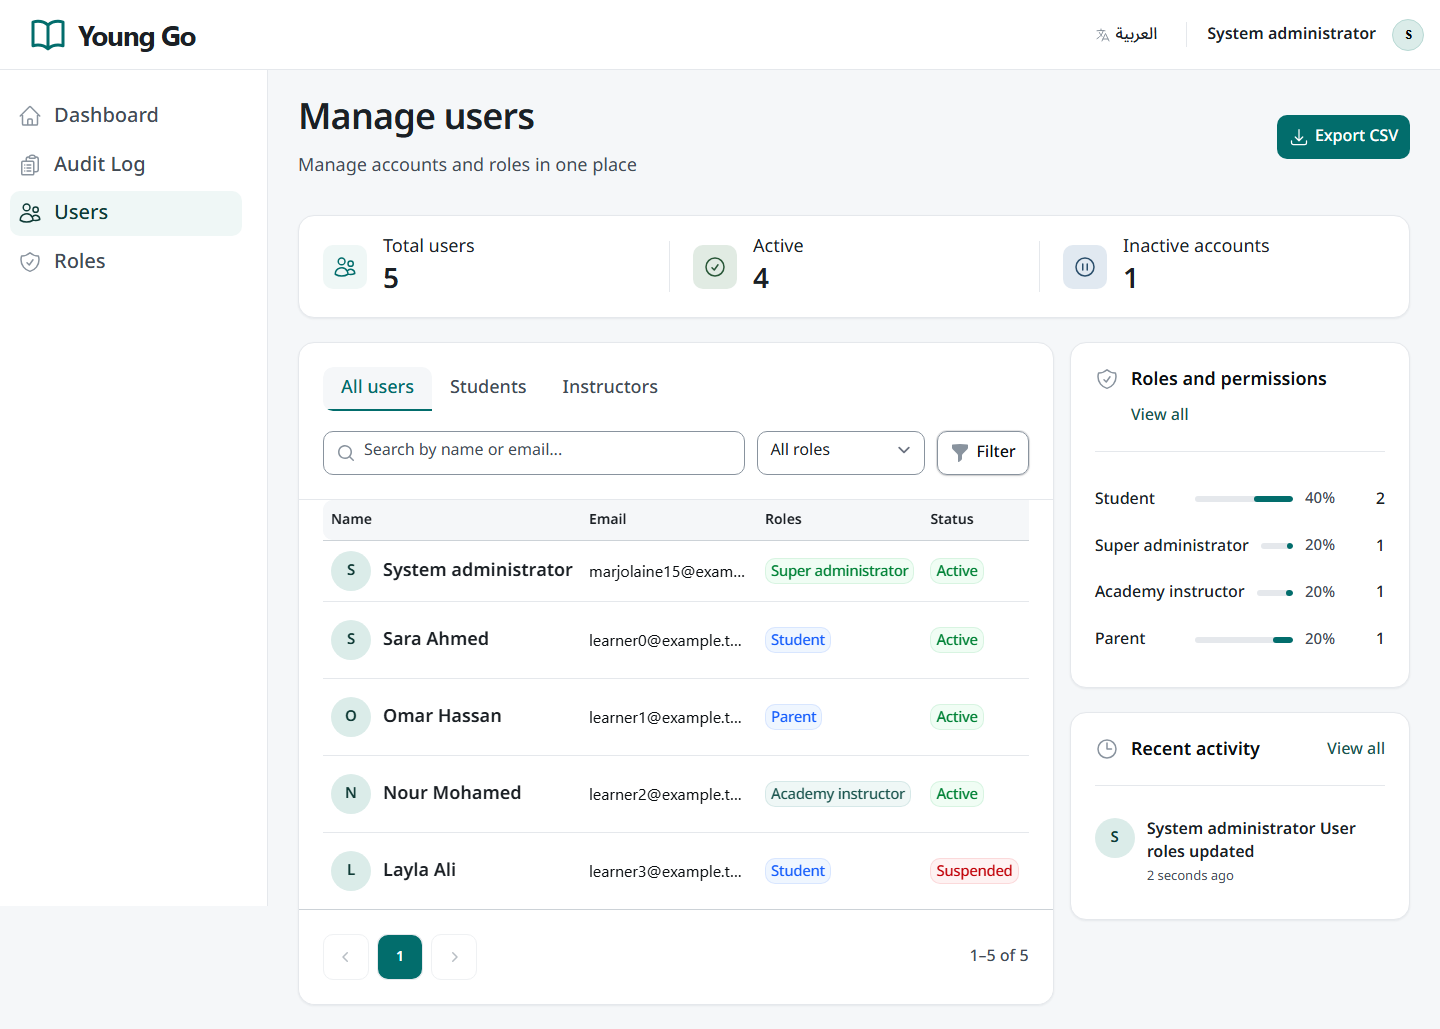 Young Go
العربية
System administrator
S
Dashboard
Audit Log
Users
Roles
Manage users
Manage accounts and roles in one place
Export CSV
Total users
5
Active
4
Inactive accounts
1
All users
Students
Instructors
Search by name or email...
All roles
Filter
Name Email Roles Status
S System administrator marjolaine15@exam... Super administrator Active
S Sara Ahmed learner0@example.t... Student Active
O Omar Hassan learner1@example.t... Parent Active
N Nour Mohamed learner2@example.t... Academy instructor Active
L Layla Ali learner3@example.t... Student Suspended
1
1–5 of 5
Roles and permissions
View all
Student 40% 2
Super administrator 20% 1
Academy instructor 20% 1
Parent 20% 1
Recent activity
View all
S
System administrator User
roles updated
2 seconds ago